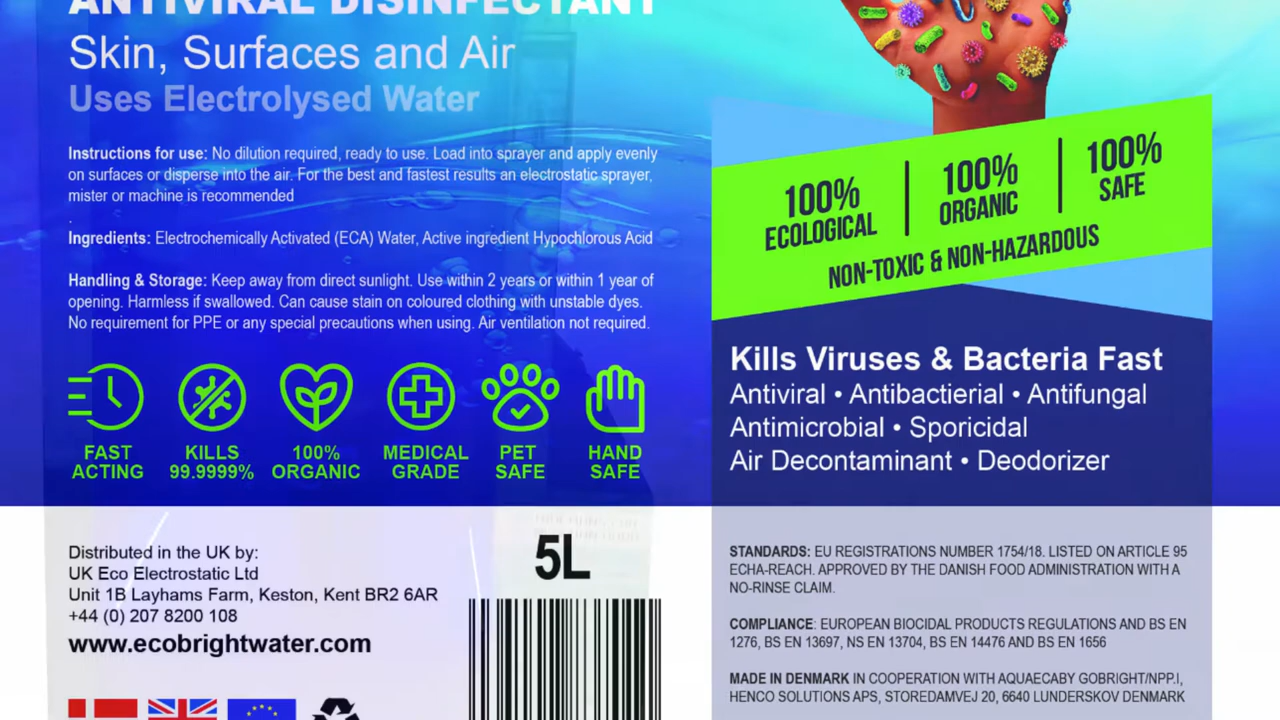 ANTIVIRAL DISINFECTANT
Skin, Surfaces and Air
Uses Electrolysed Water
Instructions for use: No dilution required, ready to use. Load into sprayer and apply evenly
on surfaces or disperse into the air. For the best and fastest results an electrostatic sprayer,
mister or machine is recommended
.
Ingredients: Electrochemically Activated (ECA) Water, Active ingredient Hypochlorous Acid
Handling & Storage: Keep away from direct sunlight. Use within 2 years or within 1 year of
opening. Harmless if swallowed. Can cause stain on coloured clothing with unstable dyes.
No requirement for PPE or any special precautions when using. Air ventilation not required.
FAST
ACTING
KILLS
99.9999%
100%
ORGANIC
MEDICAL
GRADE
PET
SAFE
HAND
SAFE
Distributed in the UK by:
UK Eco Electrostatic Ltd
Unit 1B Layhams Farm, Keston, Kent BR2 6AR
+44 (0) 207 8200 108
www.ecobrightwater.com
5L
100%
ECOLOGICAL
100%
ORGANIC
100%
SAFE
NON-TOXIC & NON-HAZARDOUS
Kills Viruses & Bacteria Fast
Antiviral • Antibactierial • Antifungal
Antimicrobial • Sporicidal
Air Decontaminant • Deodorizer
STANDARDS: EU REGISTRATIONS NUMBER 1754/18. LISTED ON ARTICLE 95
ECHA-REACH. APPROVED BY THE DANISH FOOD ADMINISTRATION WITH A
NO-RINSE CLAIM.
COMPLIANCE: EUROPEAN BIOCIDAL PRODUCTS REGULATIONS AND BS EN
1276, BS EN 13697, NS EN 13704, BS EN 14476 AND BS EN 1656
MADE IN DENMARK IN COOPERATION WITH AQUAECABY GOBRIGHT/NPP.I,
HENCO SOLUTIONS APS, STOREDAMVEJ 20, 6640 LUNDERSKOV DENMARK